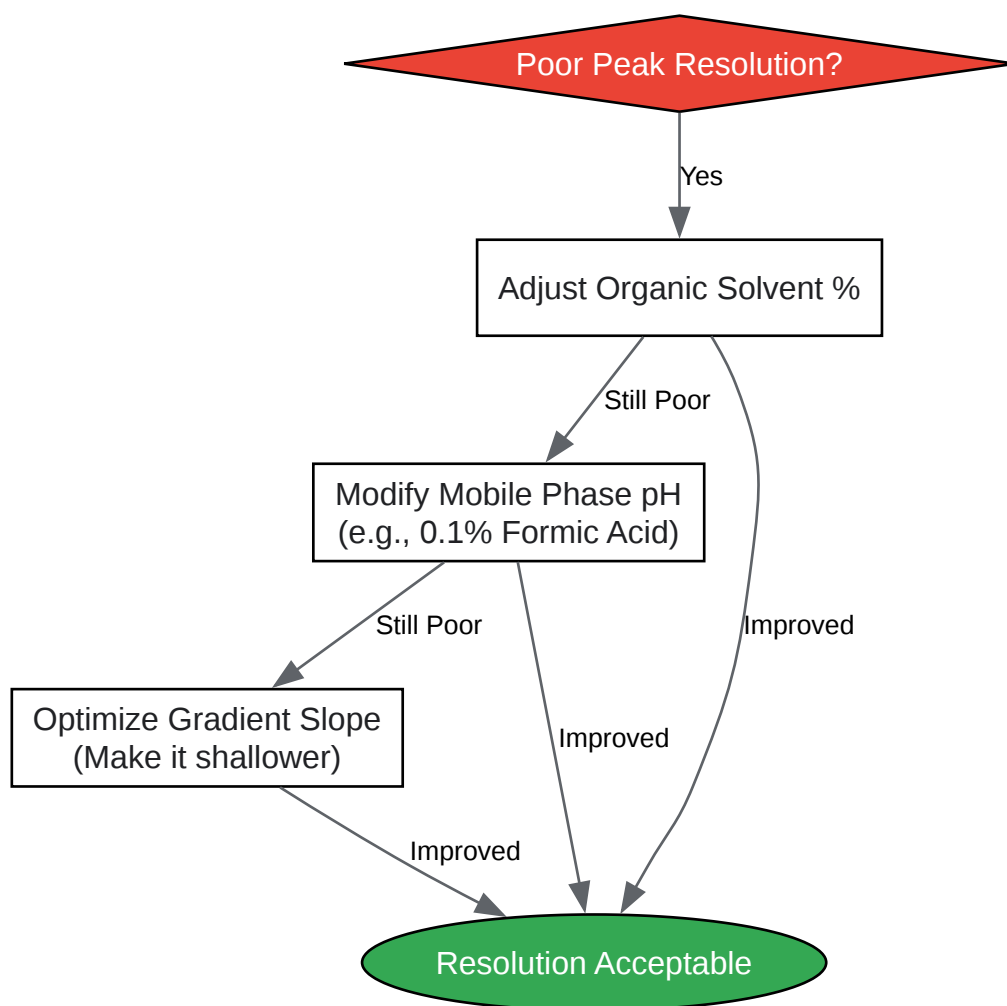 Poor Peak Resolution?
Yes
Adjust Organic Solvent %
Still Poor
Modify Mobile Phase pH
(e.g., 0.1% Formic Acid)
Still Poor
Improved
Optimize Gradient Slope
(Make it shallower)
Improved
Improved
Resolution Acceptable